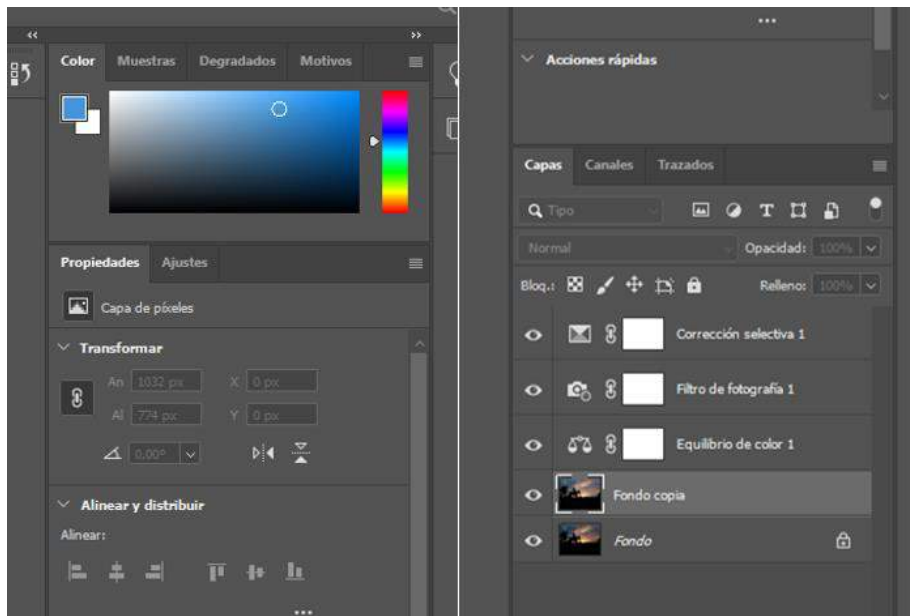 Color Muestras Degradados Motivos
Propiedades Ajustes
Capa de píxeles
Transformar
An 1032 px X 0 px
Al 774 px Y 0 px
0,00°
Alinear y distribuir
Alinear:
Acciones rápidas
Capas Canales Trazados
Tipo
Normal Opacidad: 100%
Bloq.: Relleno: 100%
Corrección selectiva 1
Filtro de fotografía 1
Equilibrio de color 1
Fondo copia
Fondo